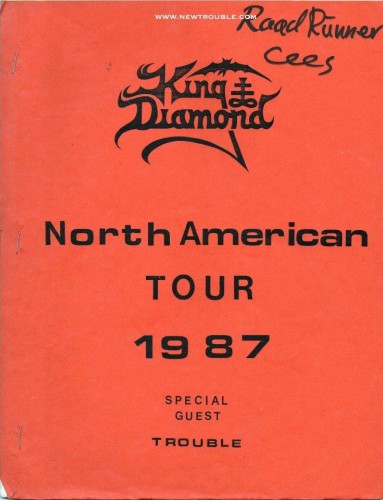 WWW.NEWTROUBLE.COM
Road Runner
Cees
King
Diamond
North American
TOUR
1987
SPECIAL
GUEST
TROUBLE